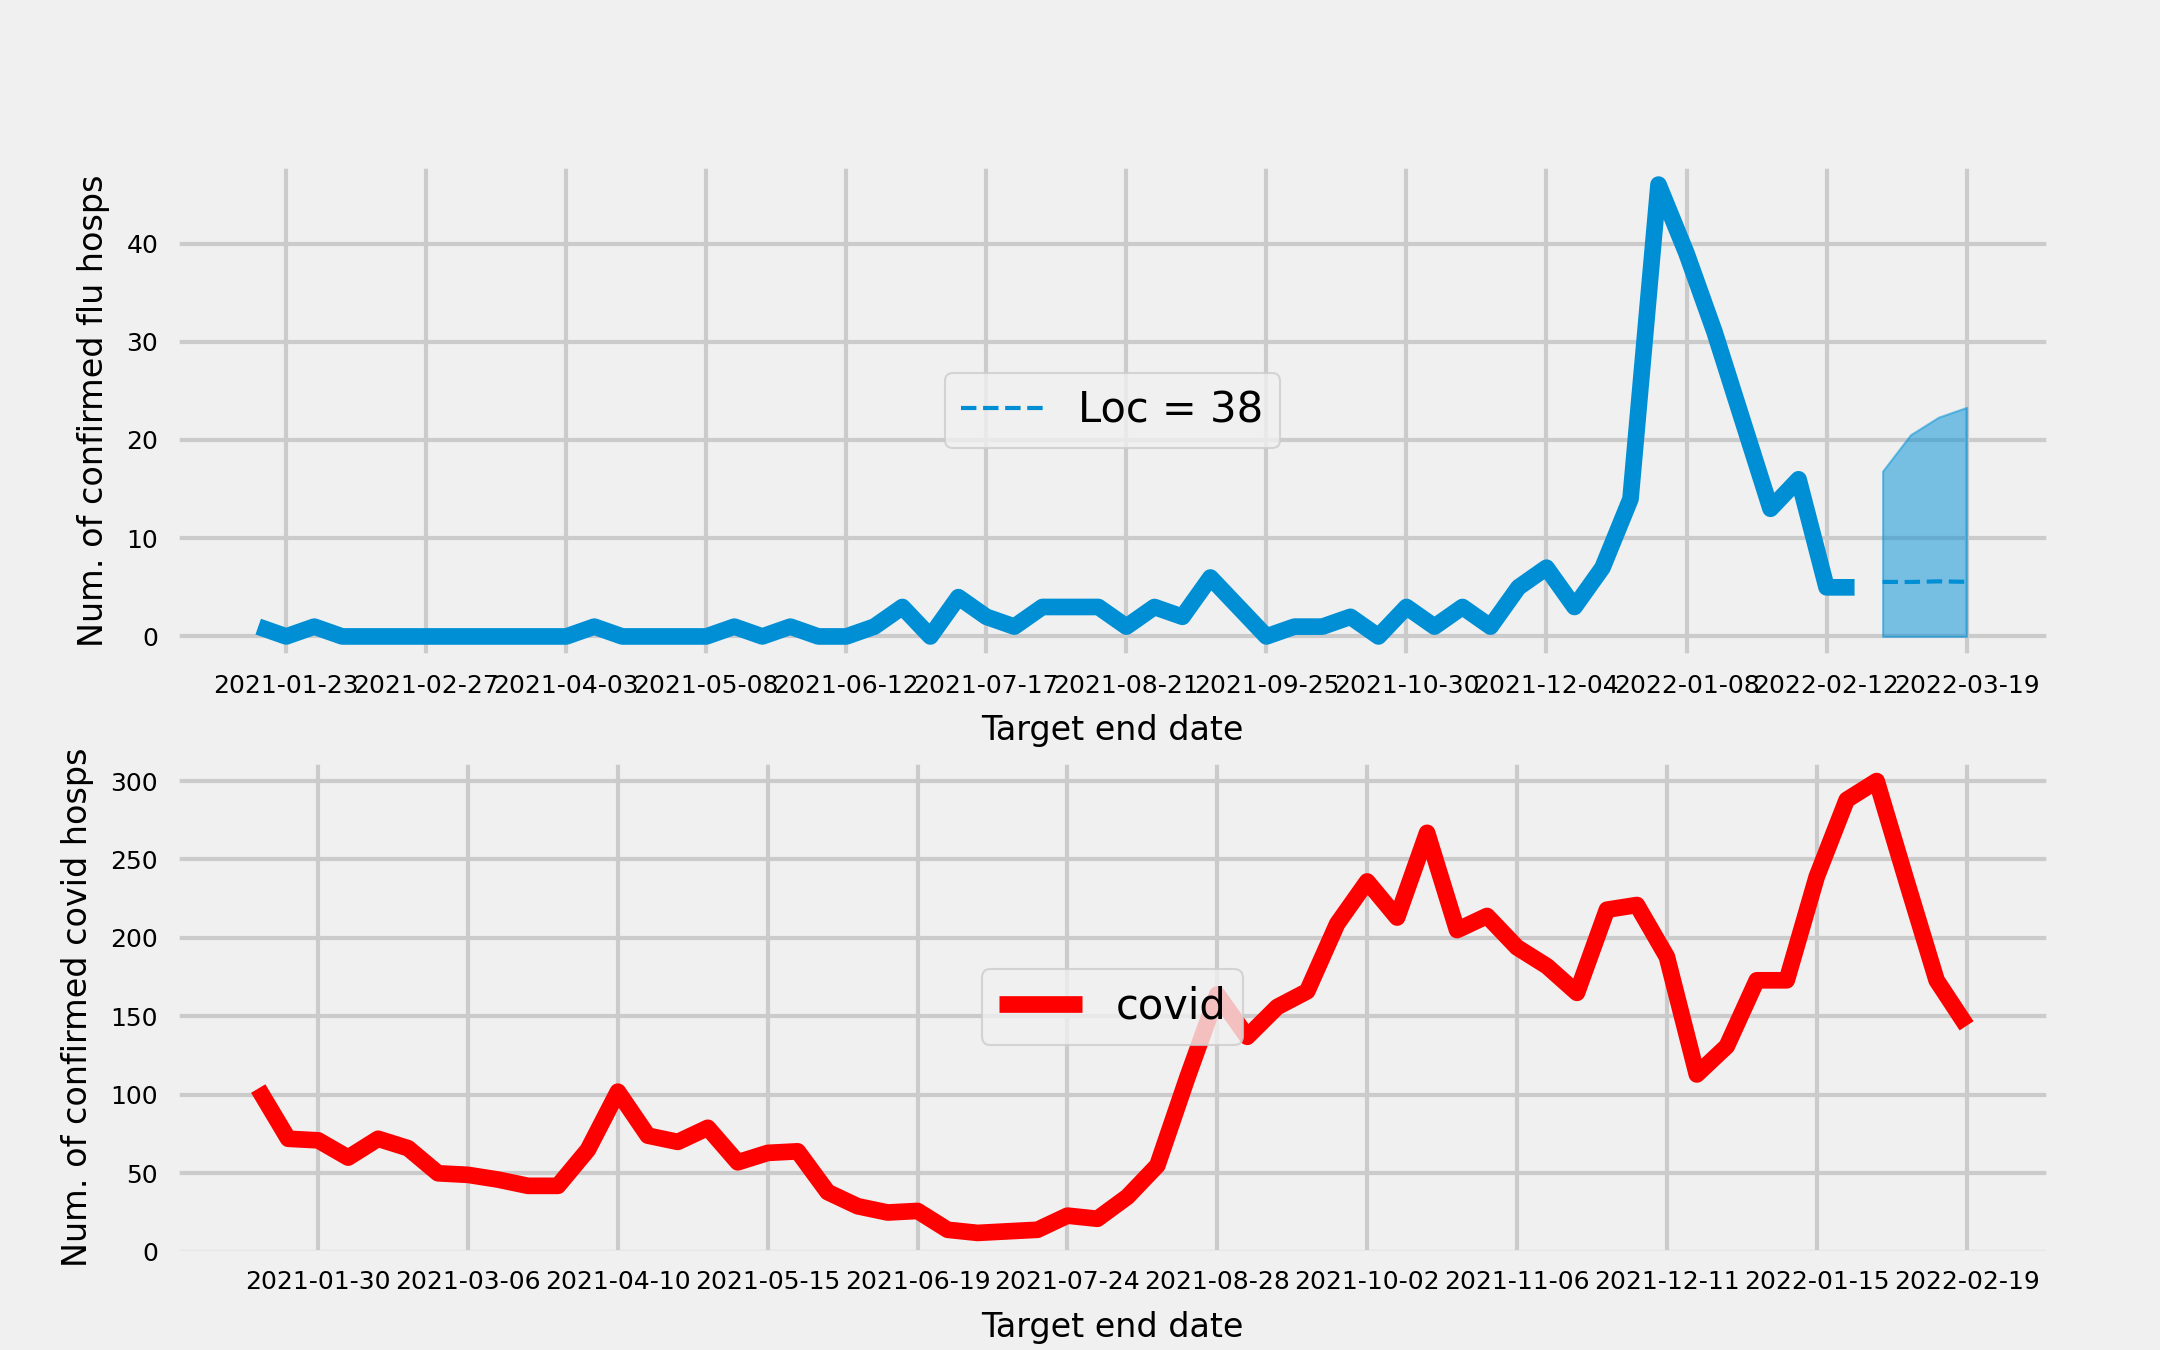 Num. of confirmed flu hosps
40
30
20
10
0
Loc = 38
2021-01-23 2021-02-27 2021-04-03 2021-05-08 2021-06-12 2021-07-17 2021-08-21 2021-09-25 2021-10-30 2021-12-04 2022-01-08 2022-02-12 2022-03-19
Target end date
Num. of confirmed covid hosps
300
250
200
150
100
50
0
covid
2021-01-30 2021-03-06 2021-04-10 2021-05-15 2021-06-19 2021-07-24 2021-08-28 2021-10-02 2021-11-06 2021-12-11 2022-01-15 2022-02-19
Target end date